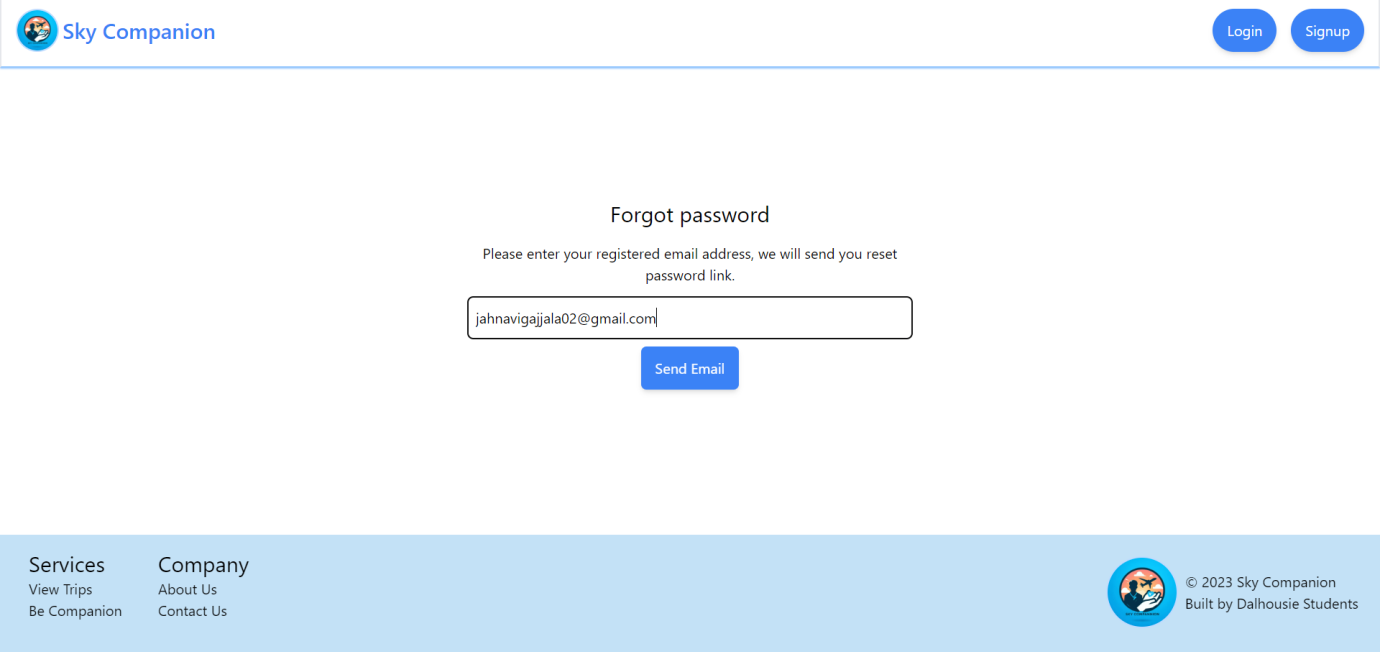 Sky Companion
Login
Signup
Forgot password
Please enter your registered email address, we will send you reset
password link.
jahnavigajjala02@gmail.com
Send Email
Services
View Trips
Be Companion
Company
About Us
Contact Us
SKY COMPANION
© 2023 Sky Companion
Built by Dalhousie Students